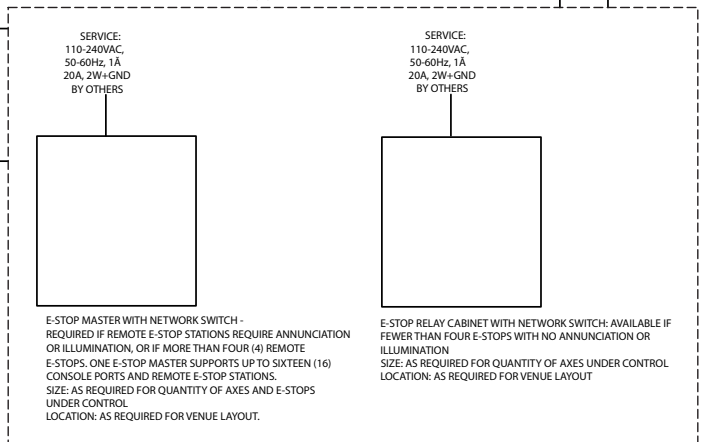 SERVICE:
110-240VAC,
50-60Hz, 1Ã
20A, 2W+GND
BY OTHERS
SERVICE:
110-240VAC,
50-60Hz, 1Ã
20A, 2W+GND
BY OTHERS
E-STOP MASTER WITH NETWORK SWITCH -
REQUIRED IF REMOTE E-STOP STATIONS REQUIRE ANNUNCIATION
OR ILLUMINATION, OR IF MORE THAN FOUR (4) REMOTE
E-STOPS. ONE E-STOP MASTER SUPPORTS UP TO SIXTEEN (16)
CONSOLE PORTS AND REMOTE E-STOP STATIONS.
SIZE: AS REQUIRED FOR QUANTITY OF AXES AND E-STOPS
UNDER CONTROL
LOCATION: AS REQUIRED FOR VENUE LAYOUT.
E-STOP RELAY CABINET WITH NETWORK SWITCH: AVAILABLE IF
FEWER THAN FOUR E-STOPS WITH NO ANNUNCIATION OR
ILLUMINATION
SIZE: AS REQUIRED FOR QUANTITY OF AXES UNDER CONTROL
LOCATION: AS REQUIRED FOR VENUE LAYOUT